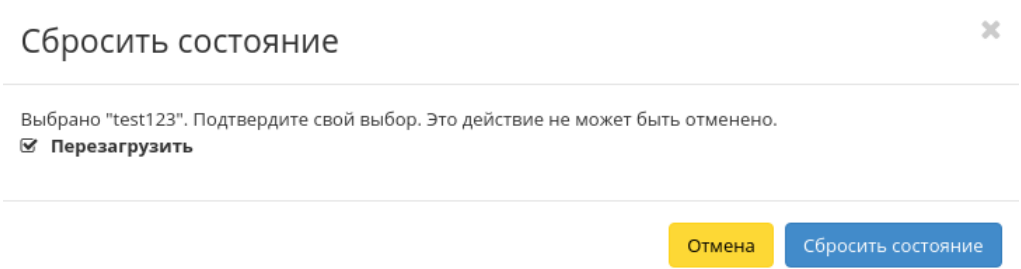 Сбросить состояние
Выбрано "test123". Подтвердите свой выбор. Это действие не может быть отменено.
Перезагрузить
Отмена
Сбросить состояние